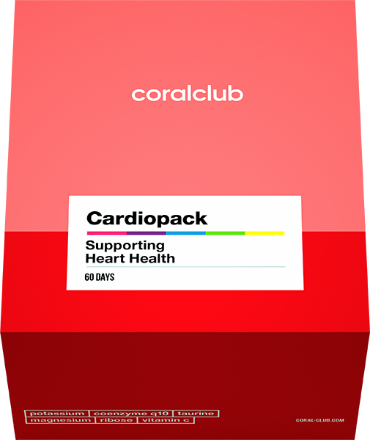 coralclub
Cardiopack
Supporting
Heart Health
60 DAYS
potassium | coenzyme q10 | taurine
magnesium | ribose | vitamin c
CORAL-CLUB.COM